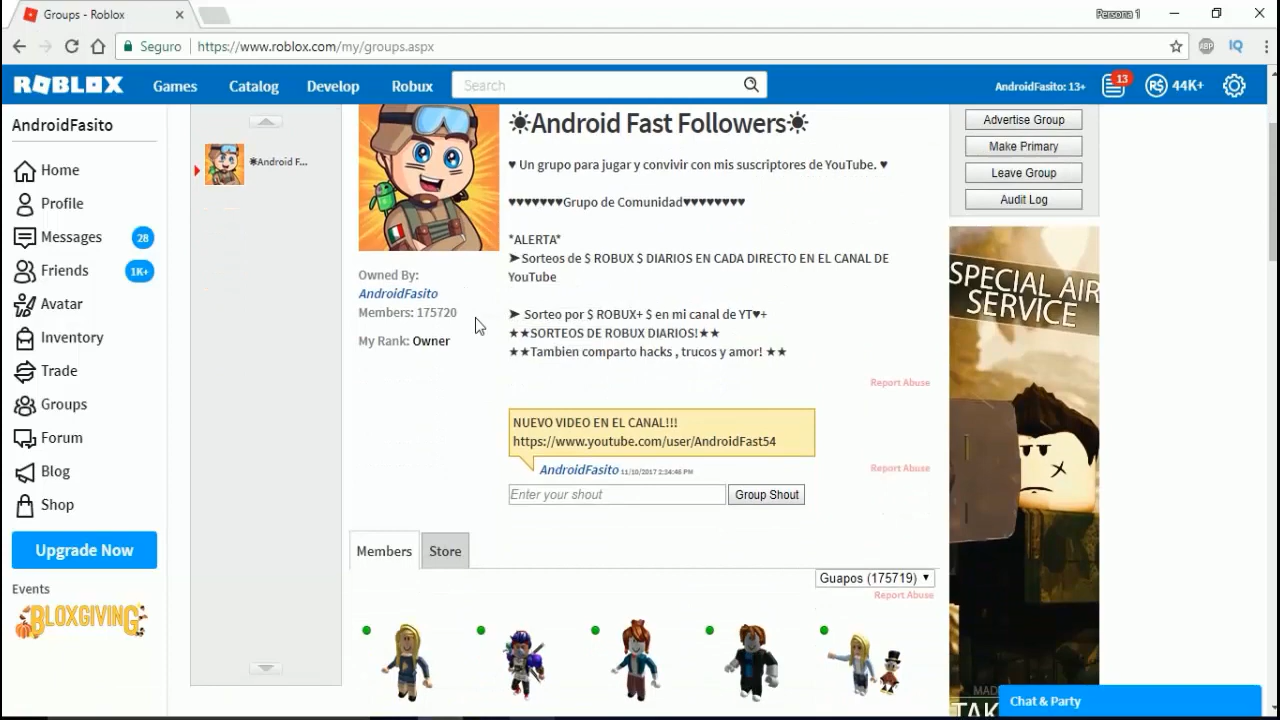 Groups - Roblox
Persona 1
Seguro
https://www.roblox.com/my/groups.aspx
ABP
IQ
ROBLOX
Games
Catalog
Develop
Robux
Search
AndroidFasito: 13+
13
R$
44K+
AndroidFasito
Home
Profile
Messages
28
Friends
1K+
Avatar
Inventory
Trade
Groups
Forum
Blog
Shop
Upgrade Now
Events
BLOXGIVING
☀Android F...
☀Android Fast Followers☀
♥ Un grupo para jugar y convivir con mis suscriptores de YouTube. ♥
♥♥♥♥♥♥♥Grupo de Comunidad♥♥♥♥♥♥♥♥
*ALERTA*
➤Sorteos de $ ROBUX $ DIARIOS EN CADA DIRECTO EN EL CANAL DE
YouTube
➤ Sorteo por $ ROBUX+ $ en mi canal de YT♥+
★★SORTEOS DE ROBUX DIARIOS!★★
★★Tambien comparto hacks , trucos y amor! ★★
Report Abuse
Owned By:
AndroidFasito
Members: 175720
My Rank: Owner
NUEVO VIDEO EN EL CANAL!!!
https://www.youtube.com/user/AndroidFast54
AndroidFasito 11/10/2017 2:24:46 PM
Report Abuse
Enter your shout
Group Shout
Members
Store
Guapos (175719)
Report Abuse
Advertise Group
Make Primary
Leave Group
Audit Log
SPECIAL AIR
SERVICE
MAD
TAK
Chat & Party